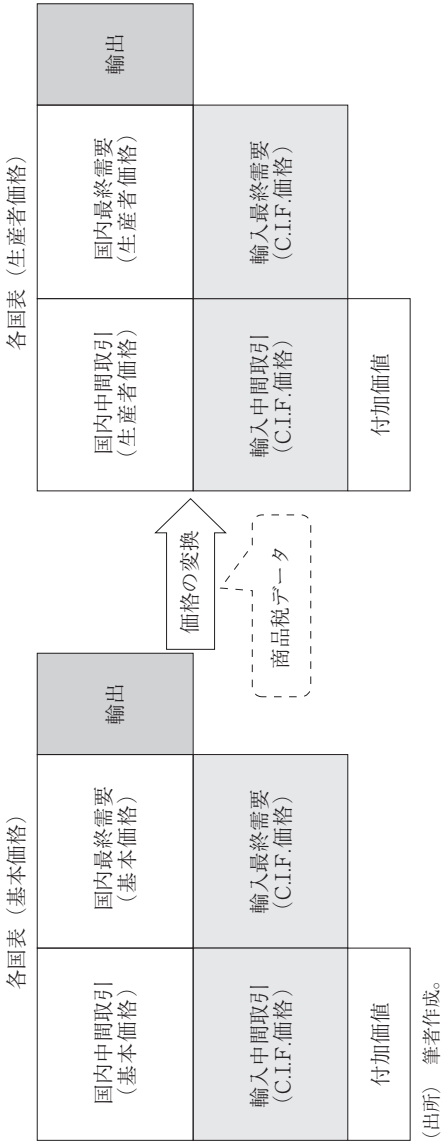 各国表（基本価格）
国内中間取引
（基本価格）
国内最終需要
（基本価格）
輸出
輸入中間取引
（C.I.F.価格）
輸入最終需要
（C.I.F.価格）
付加価値
価格の変換
商品税データ
各国表（生産者価格）
国内中間取引
（生産者価格）
国内最終需要
（生産者価格）
輸出
輸入中間取引
（C.I.F.価格）
輸入最終需要
（C.I.F.価格）
付加価値
（出所） 筆者作成。